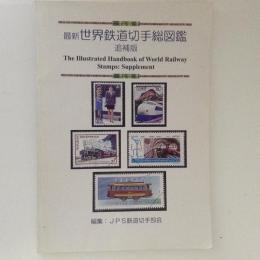 最新 世界鉄道切手総図鑑
追補版
The Illustrated Handbook of World Railway
Stamps: Supplement
編集：JPS鉄道切手部会